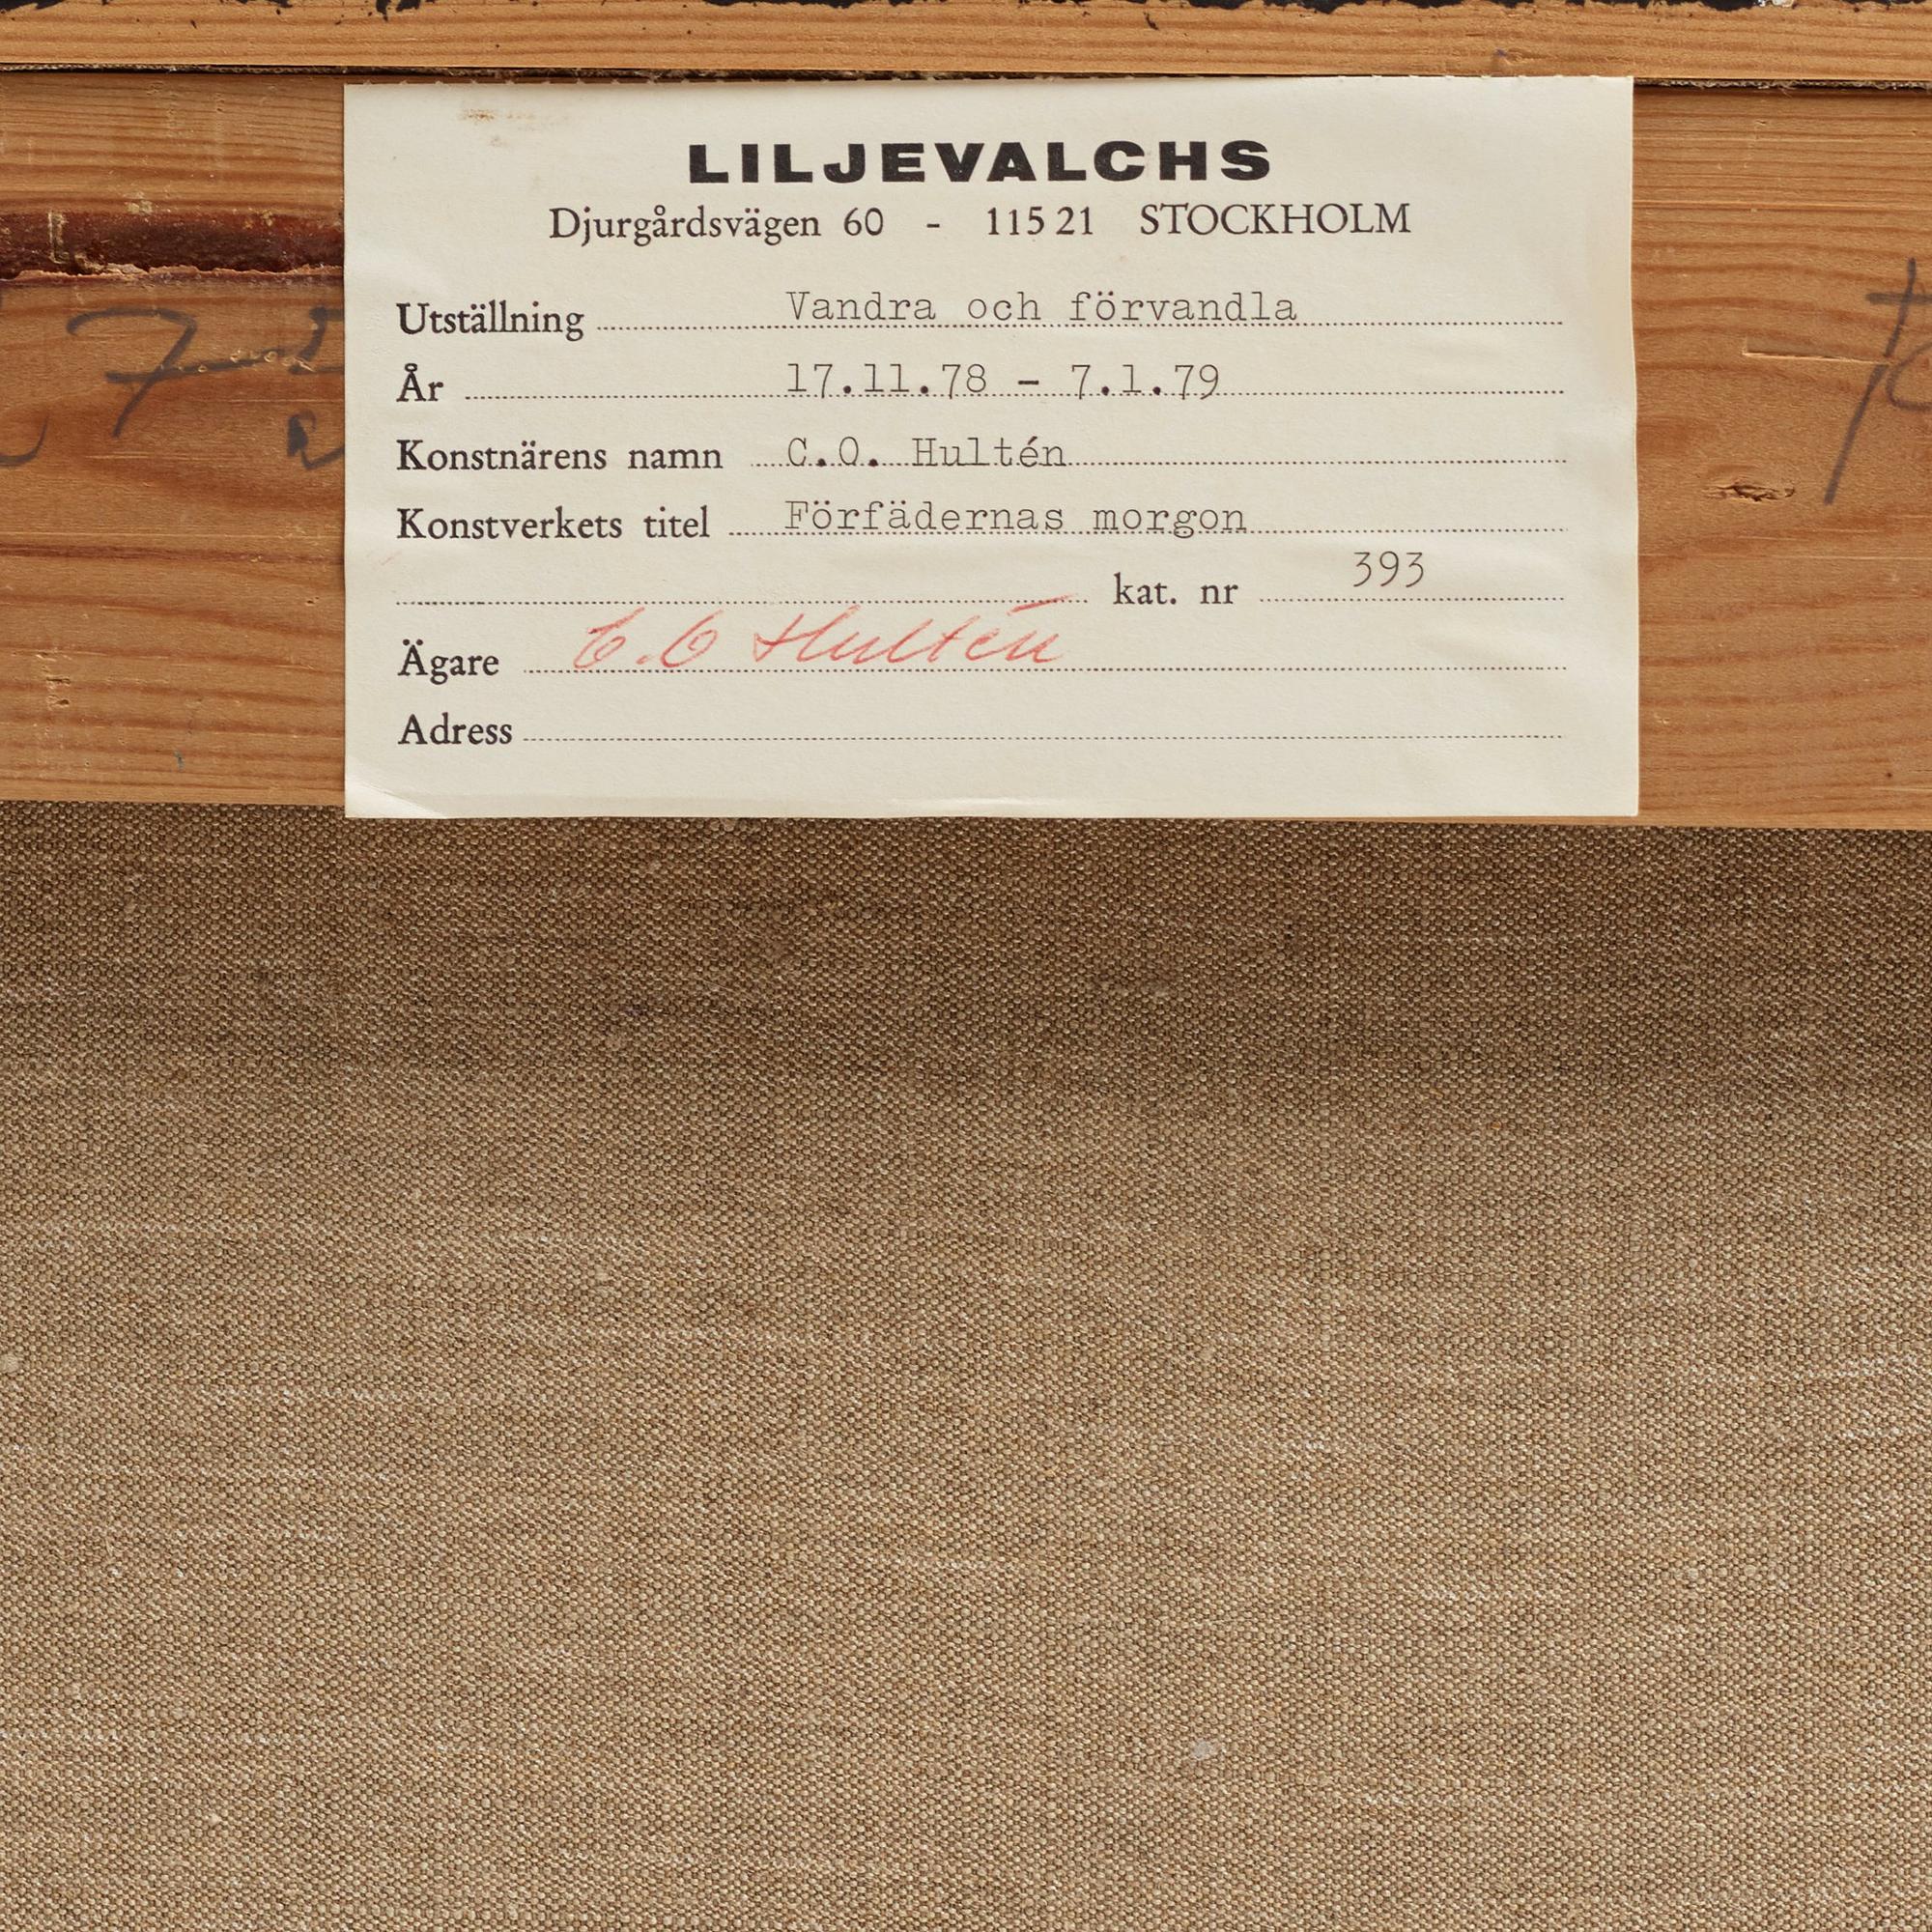 LILJEVALCHS
Djurgårdsvägen 60 - 115 21 STOCKHOLM
Utställning Vandra och förvandla
År 17.11.78 - 7.1.79
Konstnärens namn C.O. Hultén
Konstverkets titel Förfädernas morgon
kat. nr 393
Ägare C.O Hultén
Adress